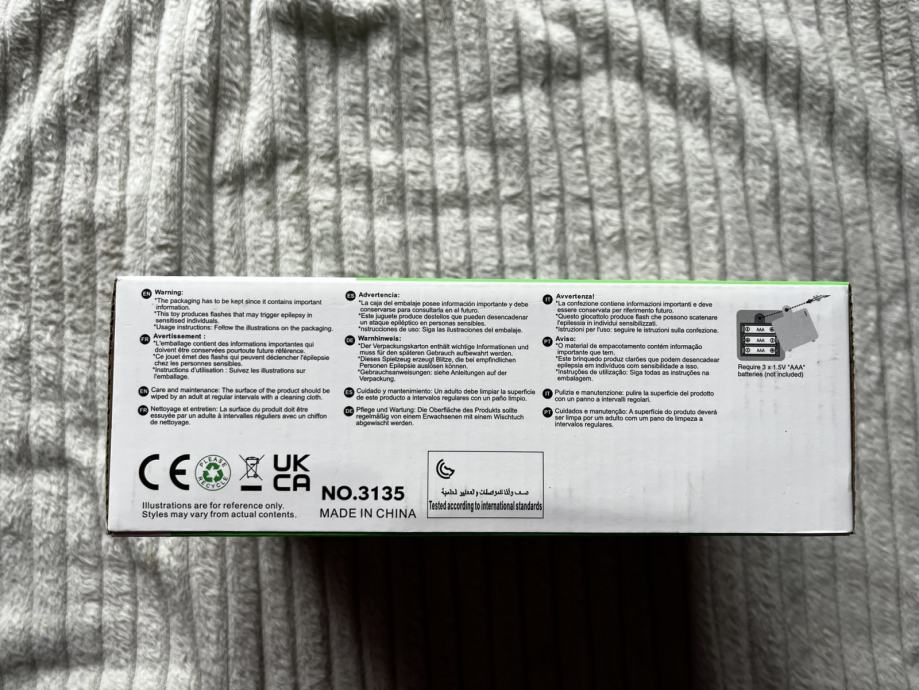 EN Warning:
*The packaging has to be kept since it contains important
information.
*This toy produces flashes that may trigger epilepsy in
sensitised individuals.
*Usage instructions: Follow the illustrations on the packaging.
FR Avertissement :
*L'emballage contient des informations importantes qui
doivent être conservées pourtoute future référence.
*Ce jouet émet des flashs qui peuvent déclencher l'épilepsie
chez les personnes sensibles.
*Instructions d'utilisation : Suivez les illustrations sur
l'emballage.
EN Care and maintenance: The surface of the product should be
wiped by an adult at regular intervals with a cleaning cloth.
FR Nettoyage et entretien: La surface du produit doit être
essuyée par un adulte à intervalles réguliers avec un chiffon
de nettoyage.
ES Advertencia:
*La caja del embalaje posee información importante y debe
conservarse para consultarla en el futuro.
*Este juguete produce destellos que pueden desencadenar
un ataque epiléptico en personas sensibles.
*Instrucciones de uso: Siga las ilustraciones del embalaje.
DE Warnhinweis:
*Der Verpackungskarton enthält wichtige Informationen und
muss für den späteren Gebrauch aufbewahrt werden.
*Dieses Spielzeug erzeugt Blitze, die bei empfindlichen
Personen Epilepsie auslösen können.
*Gebrauchsanweisungen: siehe Anleitungen auf der
Verpackung.
ES Cuidado y mantenimiento: Un adulto debe limpiar la superficie
de este producto a intervalos regulares con un paño limpio.
DE Pflege und Wartung: Die Oberfläche des Produkts sollte
regelmäßig von einem Erwachsenen mit einem Wischtuch
abgewischt werden.
IT Avvertenza!
*La confezione contiene informazioni importanti e deve
essere conservata per riferimento futuro.
*Questo giocattolo produce flash che possono scatenare
l'epilessia in individui sensibilizzati.
*Istruzioni per l'uso: seguire le istruzioni sulla confezione.
PT Aviso:
*O material de empacotamento contém informação
importante que tem.
*Este brinquedo produz clarões que podem desencadear
epilepsia em indivíduos com sensibilidade a isso.
*Instruções de utilização: Siga todas as instruções na
embalagem.
IT Pulizia e manutenzione: pulire la superficie del prodotto
con un panno a intervalli regolari.
PT Cuidados e manutenção: A superfície do produto deverá
ser limpa por um adulto com um pano de limpeza a
intervalos regulares.
AAA
AAA
AAA
Require 3 x 1.5V "AAA"
batteries (not included)
CE
PLEASE RECYCLE
UK
CA
Illustrations are for reference only.
Styles may vary from actual contents.
NO.3135
MADE IN CHINA
Tested according to international standards